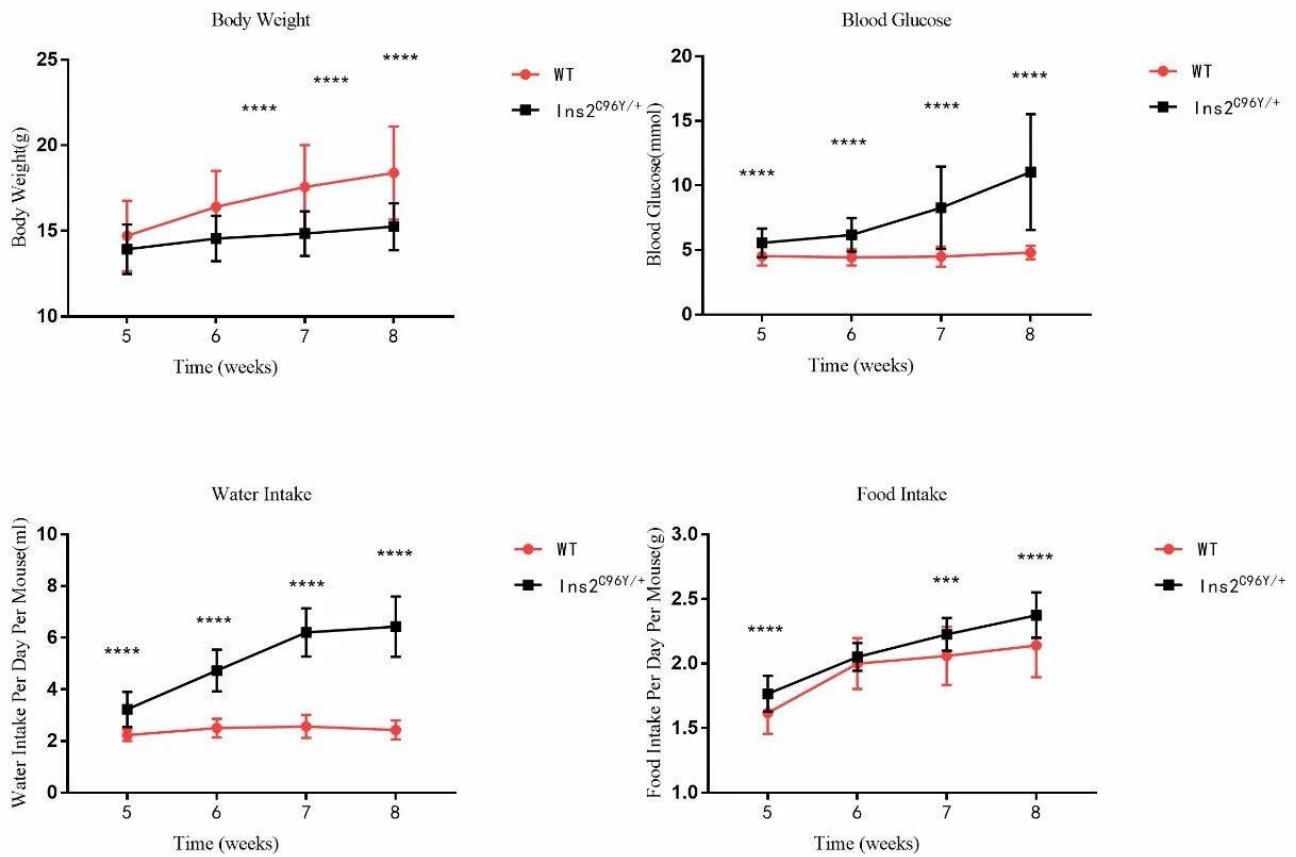 Body Weight
Body Weight(g)
25
20
15
10
****
****
****
WT
Ins2C96Y/+
5 6 7 8
Time (weeks)
Blood Glucose
Blood Glucose(mmol)
20
15
10
5
0
****
****
****
****
WT
Ins2C96Y/+
5 6 7 8
Time (weeks)
Water Intake
Water Intake Per Day Per Mouse(ml)
10
8
6
4
2
0
****
****
****
****
WT
Ins2C96Y/+
5 6 7 8
Time (weeks)
Food Intake
Food Intake Per Day Per Mouse(g)
3.0
2.5
2.0
1.5
1.0
****
***
****
WT
Ins2C96Y/+
5 6 7 8
Time (weeks)